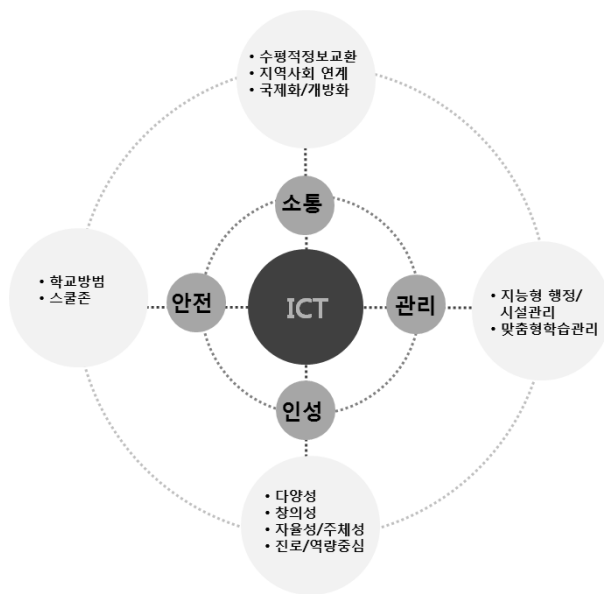 • 수평적정보교환
• 지역사회 연계
• 국제화/개방화
소통
• 학교방범
• 스쿨존
안전
ICT
관리
• 지능형 행정/
시설관리
• 맞춤형학습관리
인성
• 다양성
• 창의성
• 자율성/주체성
• 진로/역량중심